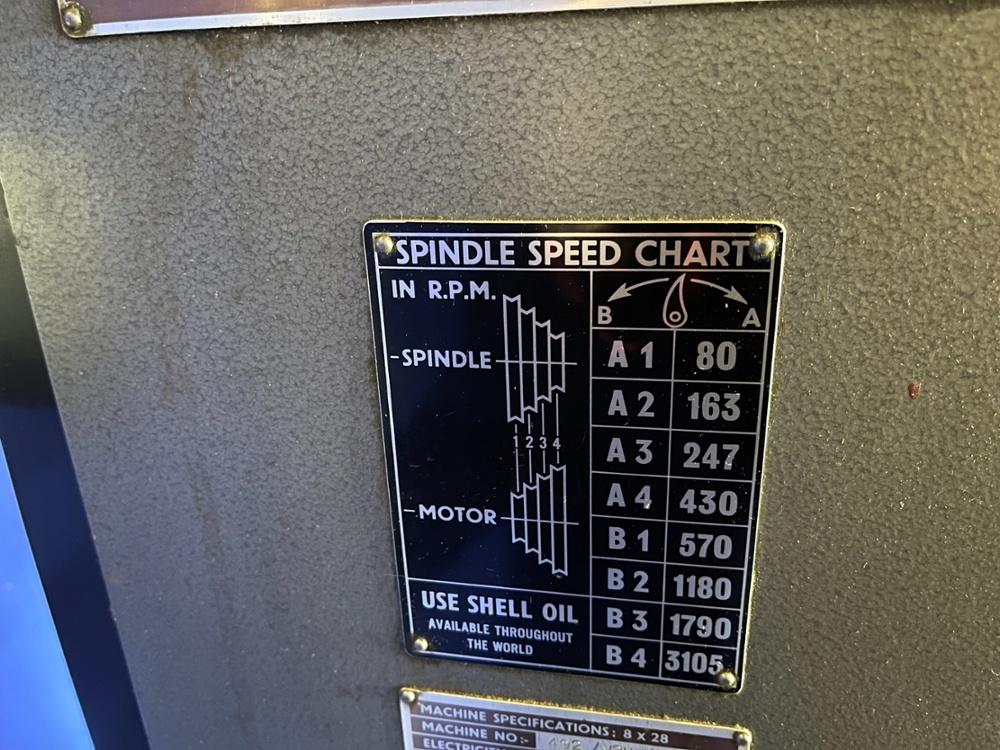 SPINDLE SPEED CHART
IN R.P.M.
B A
SPINDLE
1 2 3 4
MOTOR
A 1 80
A 2 163
A 3 247
A 4 430
B 1 570
B 2 1180
B 3 1790
B 4 3105
USE SHELL OIL
AVAILABLE THROUGHOUT
THE WORLD
MACHINE SPECIFICATIONS: 8 X 28
MACHINE NO:-